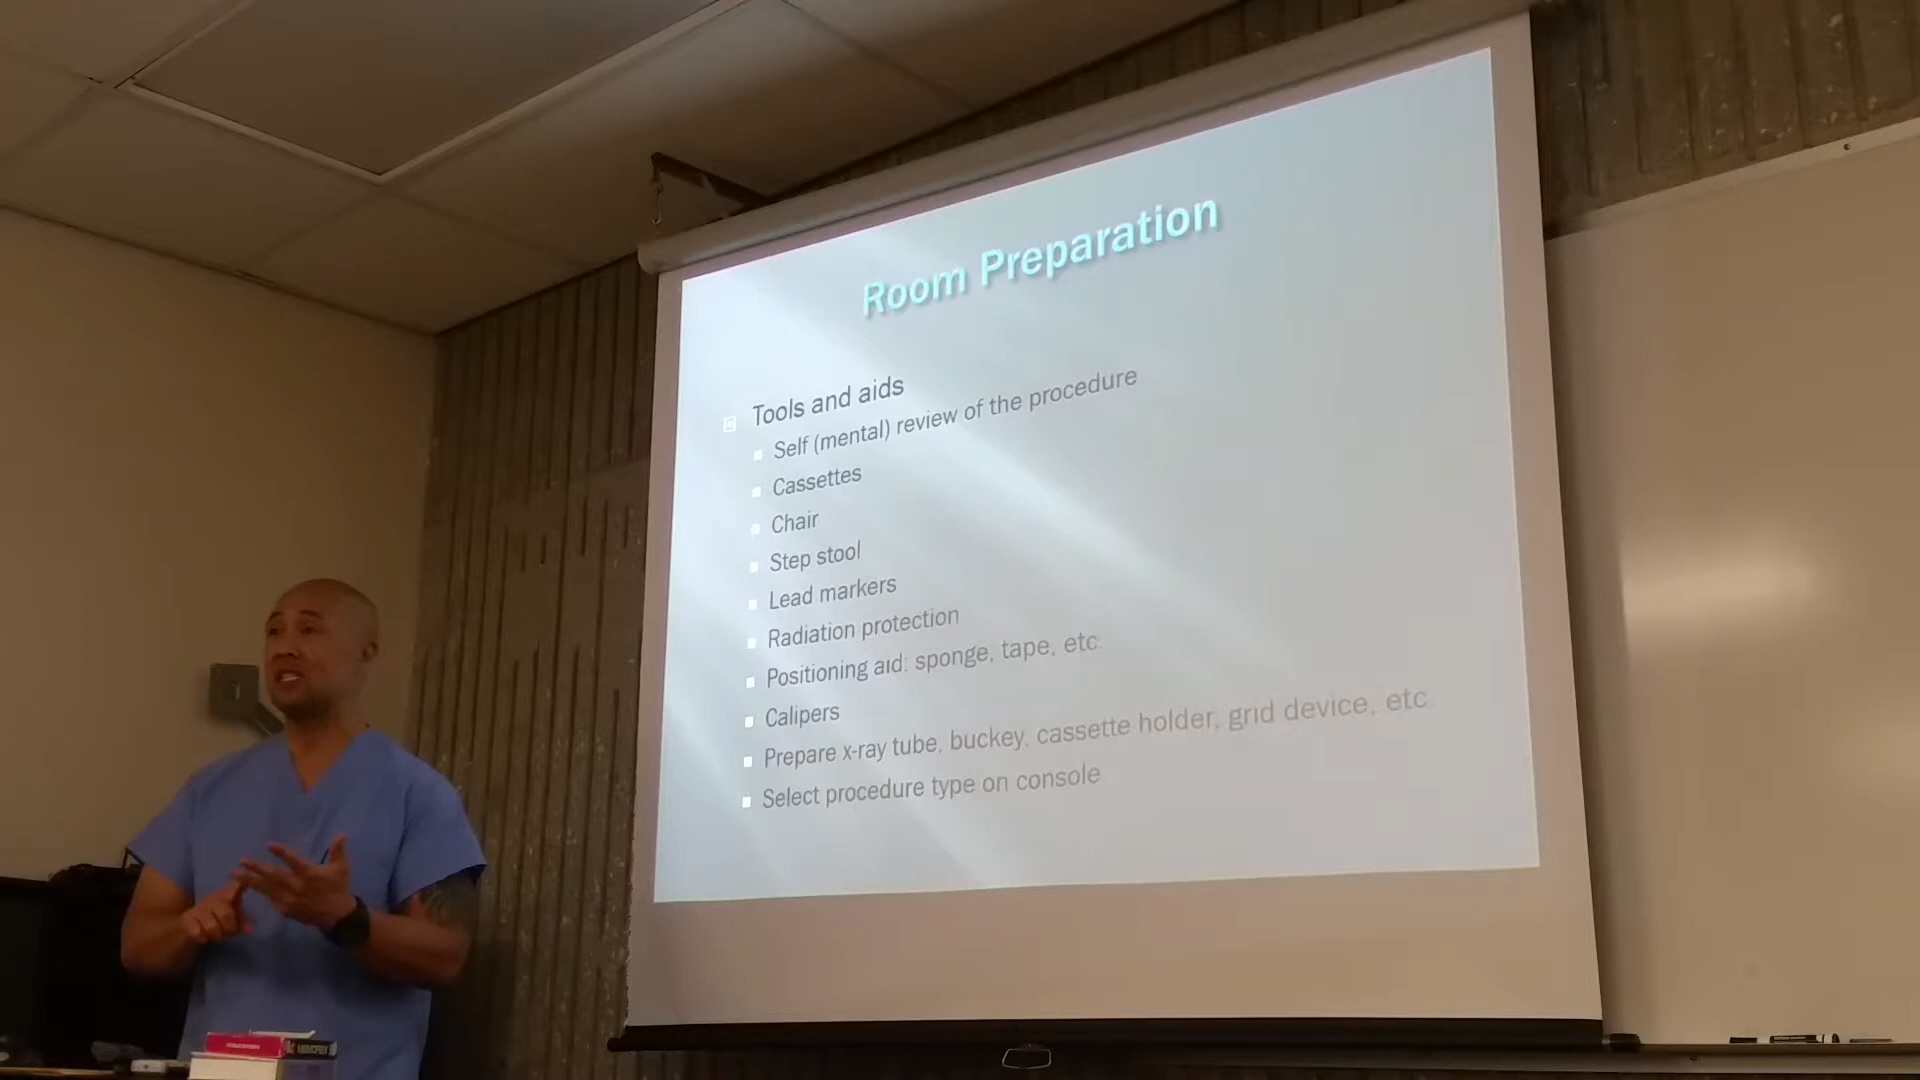 Room Preparation
Tools and aids
Self (mental) review of the procedure
Cassettes
Chair
Step stool
Lead markers
Radiation protection
Positioning aid: sponge, tape, etc.
Calipers
Prepare x-ray tube, buckey, cassette holder, grid device, etc.
Select procedure type on console